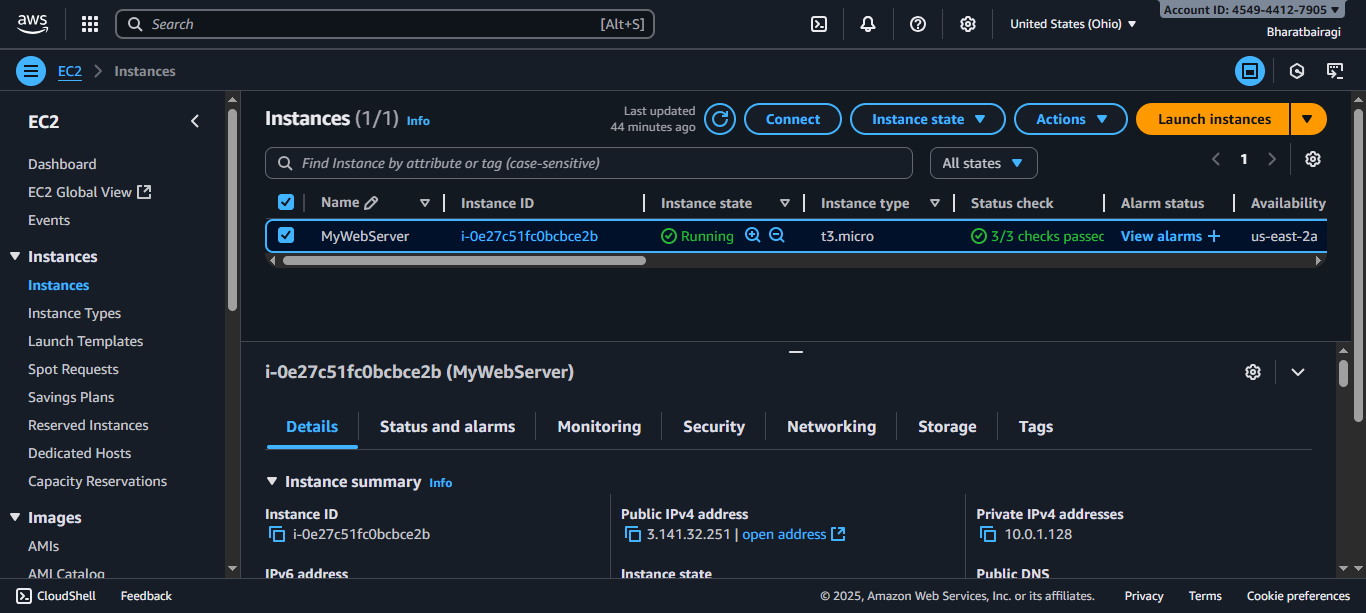 aws
Search [Alt+S]
United States (Ohio)
Account ID: 4549-4412-7905
Bharatbairagi
EC2 Instances
EC2
Dashboard
EC2 Global View
Events
Instances
Instances
Instance Types
Launch Templates
Spot Requests
Savings Plans
Reserved Instances
Dedicated Hosts
Capacity Reservations
Images
AMIs
AMI Catalog
Instances (1/1) Info
Last updated
44 minutes ago
Connect
Instance state
Actions
Launch instances
Find Instance by attribute or tag (case-sensitive)
All states
1
Name Instance ID Instance state Instance type Status check Alarm status Availability
MyWebServer i-0e27c51fc0bcbce2b Running t3.micro 3/3 checks passec View alarms + us-east-2a
i-0e27c51fc0bcbce2b (MyWebServer)
Details Status and alarms Monitoring Security Networking Storage Tags
Instance summary Info
Instance ID
i-0e27c51fc0bcbce2b
Public IPv4 address
3.141.32.251 | open address
Private IPv4 addresses
10.0.1.128
IPv6 address
Instance state
Public DNS
CloudShell Feedback
© 2025, Amazon Web Services, Inc. or its affiliates. Privacy Terms Cookie preferences